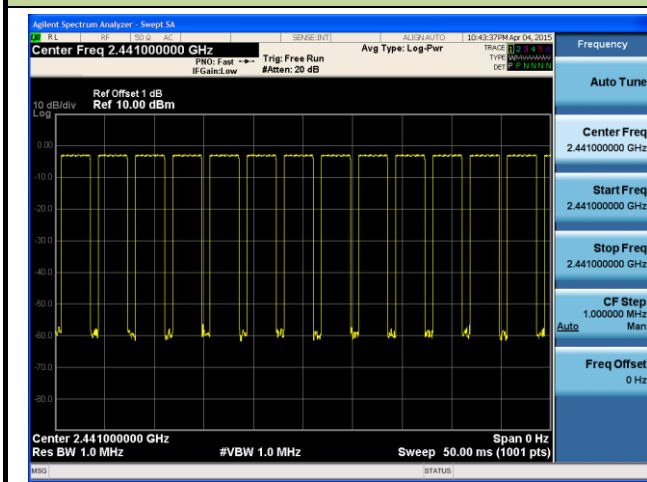 Agilent Spectrum Analyzer - Swept SA
RL RF 50 Ω AC SENSE:INT ALIGNAUTO 10:43:37PM Apr 04, 2015
Center Freq 2.441000000 GHz
PNO: Fast
IFGain:Low
Trig: Free Run
#Atten: 20 dB
Avg Type: Log-Pwr
TRACE 1 2 3 4 5 6
TYPE
DET P P N N N N
Ref Offset 1 dB
10 dB/div Ref 10.00 dBm
Log
0.00
-10.0
-20.0
-30.0
-40.0
-50.0
-60.0
-70.0
-80.0
Center 2.441000000 GHz Span 0 Hz
Res BW 1.0 MHz #VBW 1.0 MHz Sweep 50.00 ms (1001 pts)
MSG STATUS
Frequency
Auto Tune
Center Freq
2.441000000 GHz
Start Freq
2.441000000 GHz
Stop Freq
2.441000000 GHz
CF Step
1.000000 MHz
Auto Man
Freq Offset
0 Hz